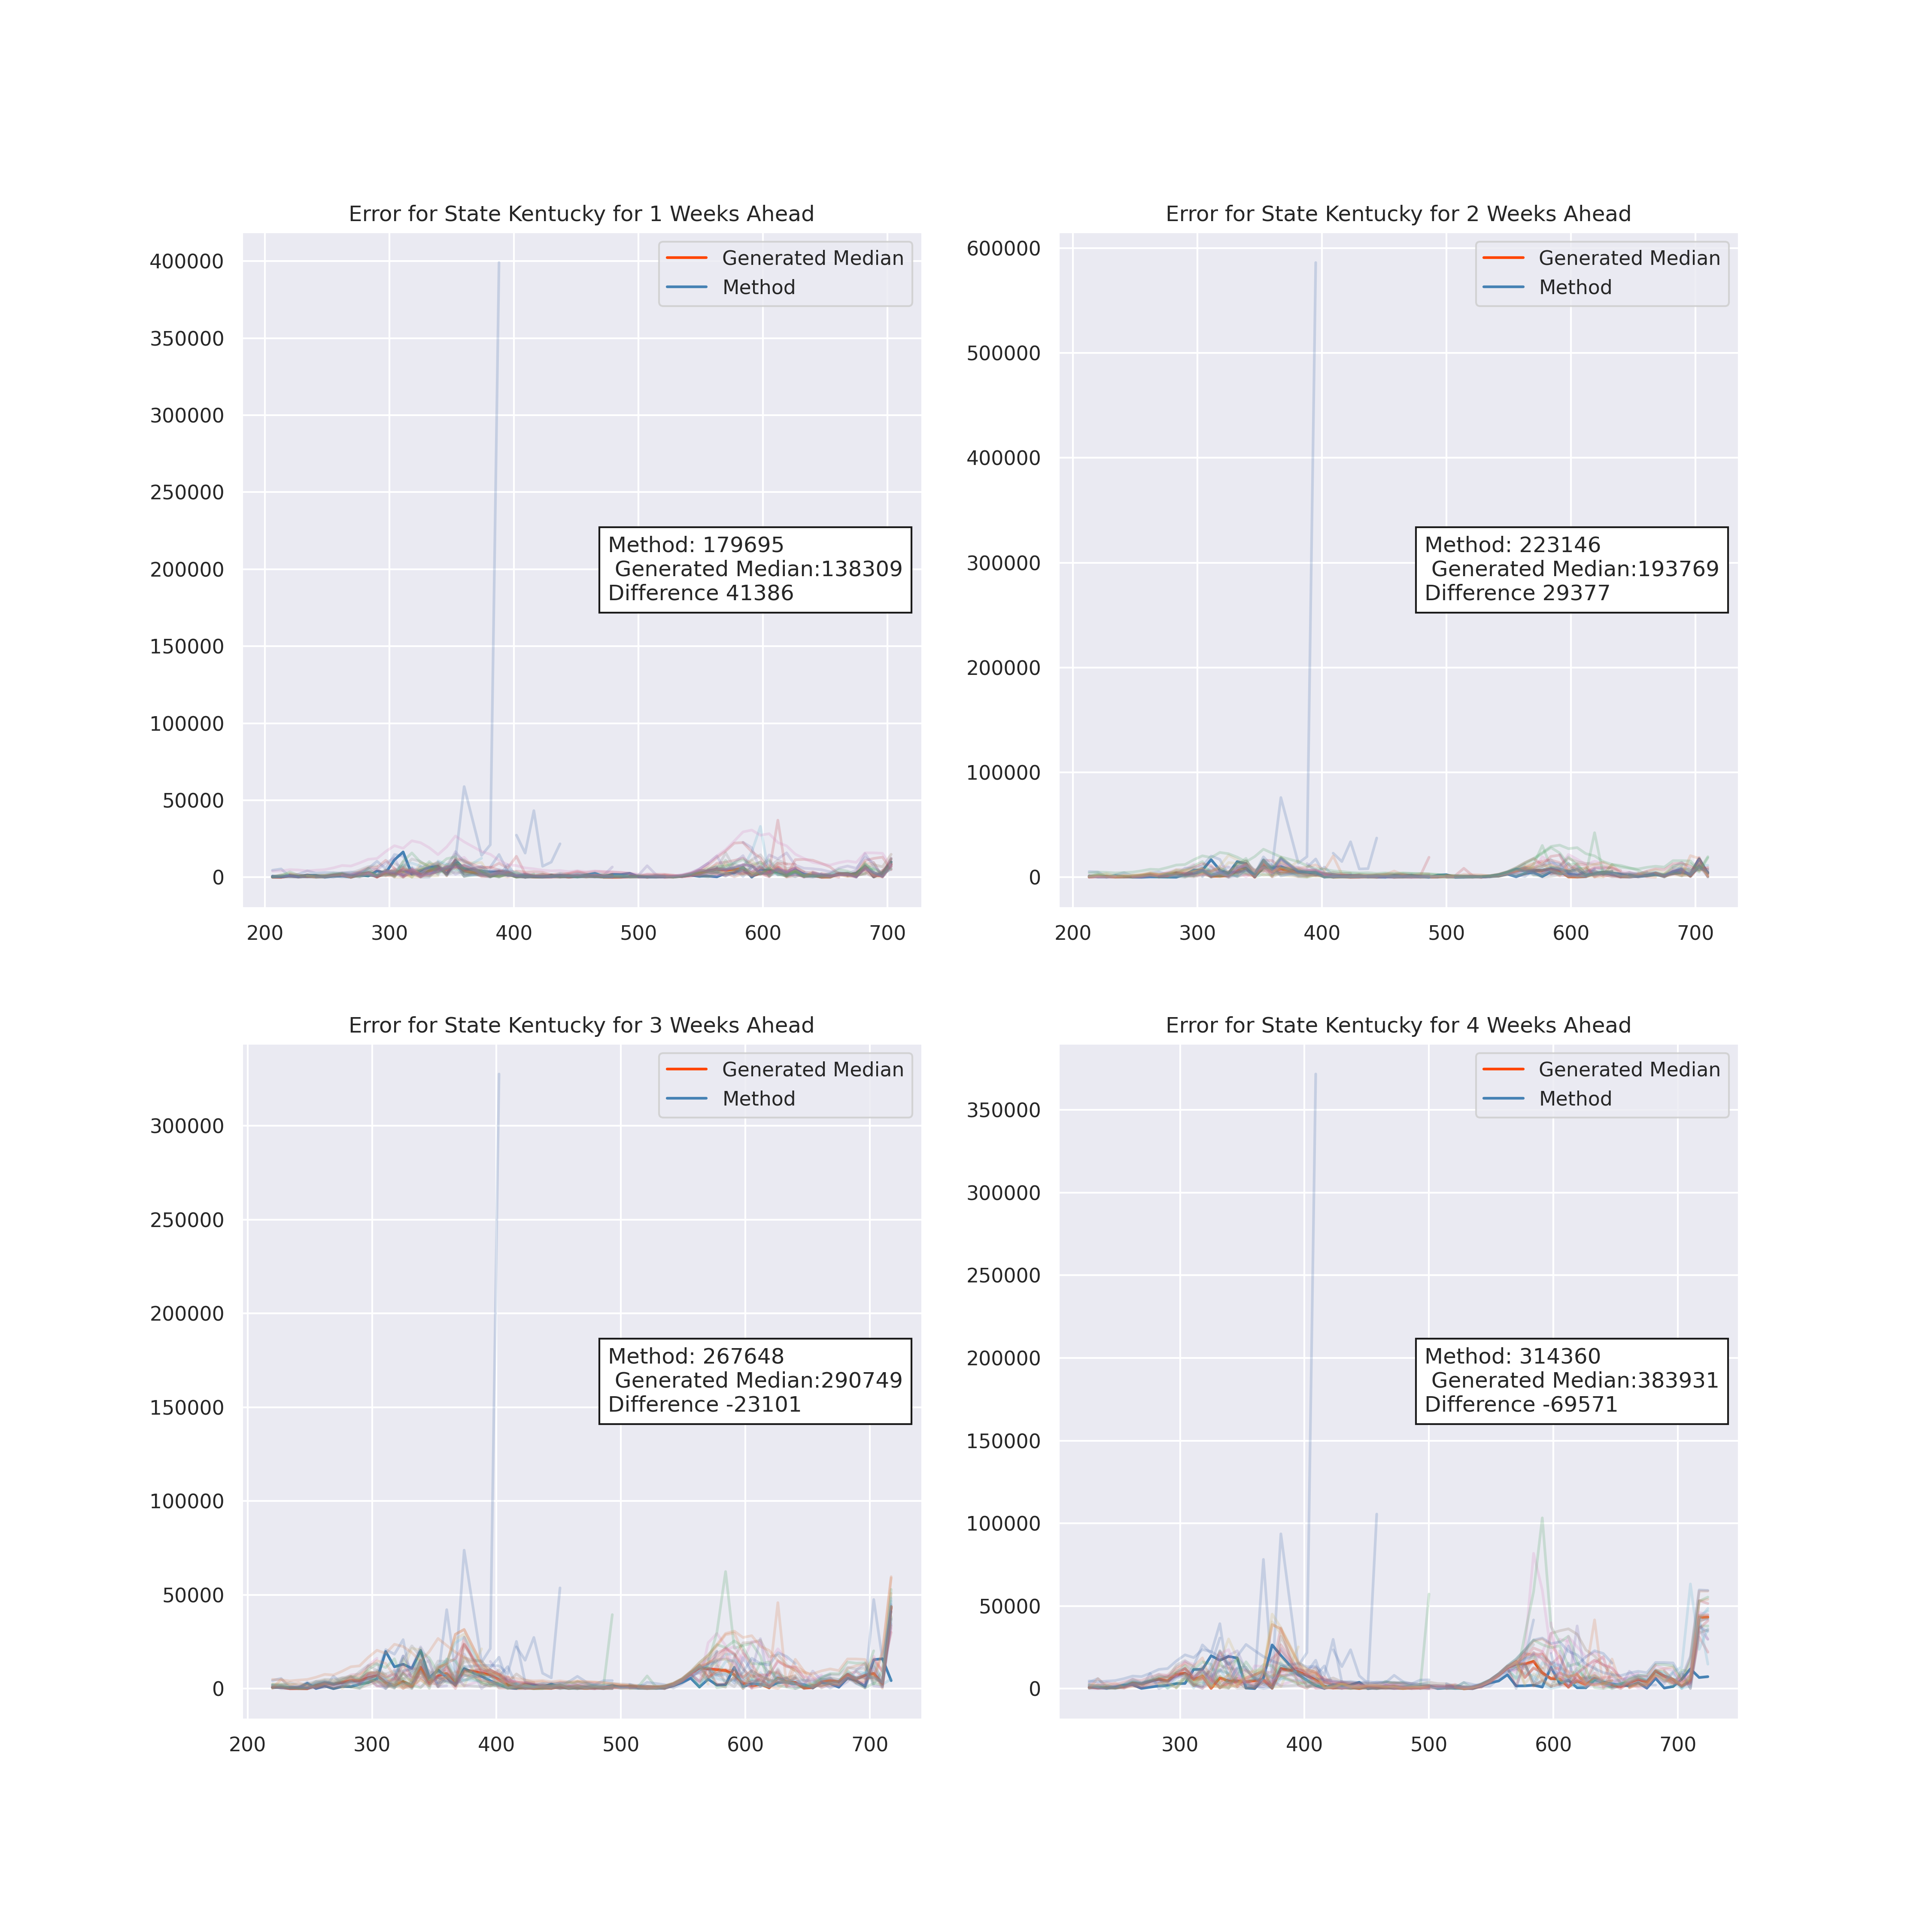 Error for State Kentucky for 1 Weeks Ahead
400000
350000
300000
250000
200000
150000
100000
50000
0
200 300 400 500 600 700
Generated Median
Method
Method: 179695
Generated Median:138309
Difference 41386
Error for State Kentucky for 2 Weeks Ahead
600000
500000
400000
300000
200000
100000
0
200 300 400 500 600 700
Generated Median
Method
Method: 223146
Generated Median:193769
Difference 29377
Error for State Kentucky for 3 Weeks Ahead
300000
250000
200000
150000
100000
50000
0
200 300 400 500 600 700
Generated Median
Method
Method: 267648
Generated Median:290749
Difference -23101
Error for State Kentucky for 4 Weeks Ahead
350000
300000
250000
200000
150000
100000
50000
0
300 400 500 600 700
Generated Median
Method
Method: 314360
Generated Median:383931
Difference -69571